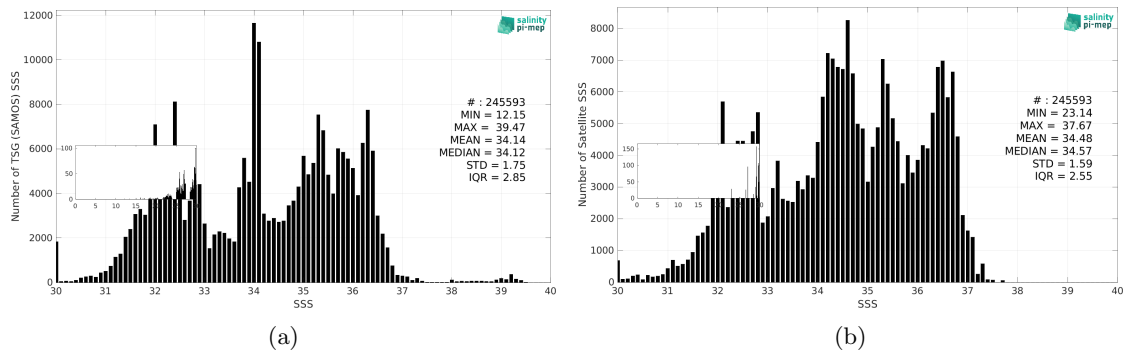 12000
10000
8000
6000
4000
2000
0
Number of TSG (SAMOS) SSS
salinity
pi-mep
# : 245593
MIN = 12.15
MAX = 39.47
MEAN = 34.14
MEDIAN = 34.12
STD = 1.75
IQR = 2.85
100
50
0
0 5 10 15
30 31 32 33 34 35 36 37 38 39 40
SSS
(a)
8000
7000
6000
5000
4000
3000
2000
1000
0
Number of Satellite SSS
salinity
pi-mep
# : 245593
MIN = 23.14
MAX = 37.67
MEAN = 34.48
MEDIAN = 34.57
STD = 1.59
IQR = 2.55
150
100
50
0
0 5 10 15
30 31 32 33 34 35 36 37 38 39 40
SSS
(b)